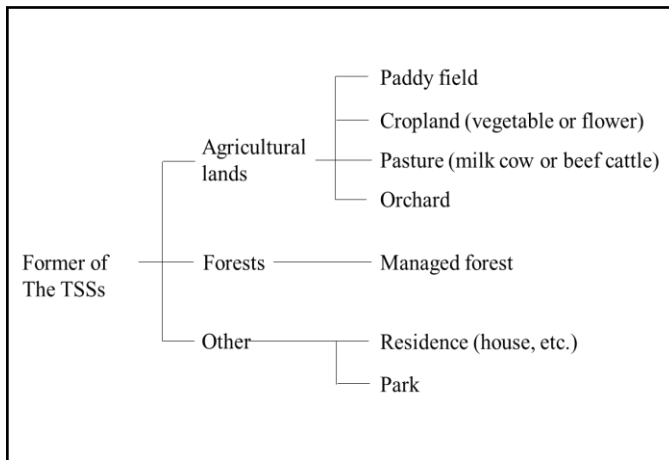 Paddy field
Cropland (vegetable or flower)
Agricultural
lands
Pasture (milk cow or beef cattle)
Orchard
Former of
The TSSs
Forests
Managed forest
Other
Residence (house, etc.)
Park